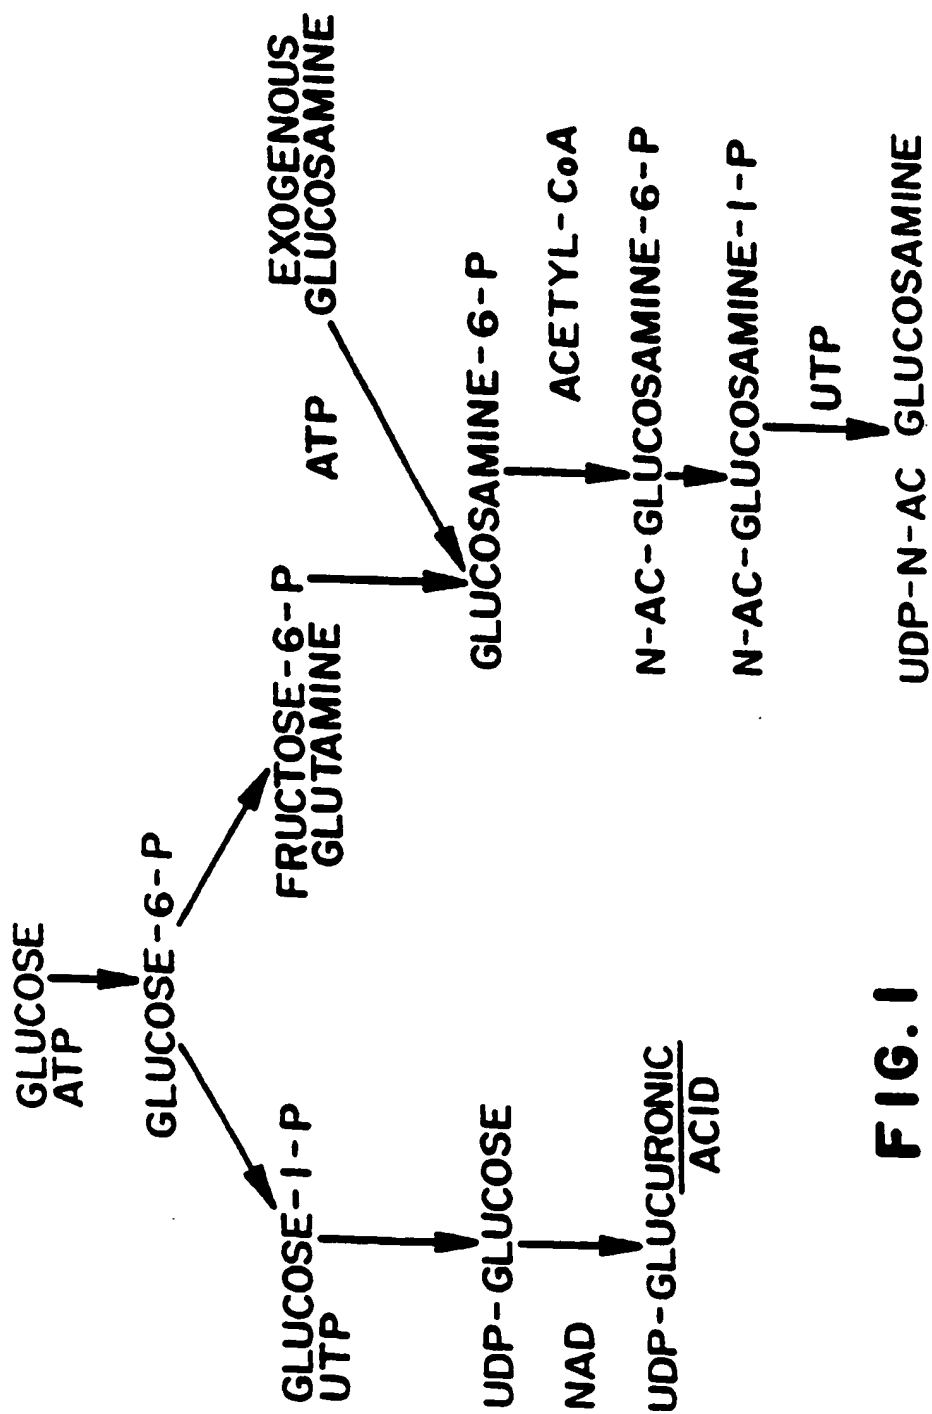 GLUCOSE
ATP
GLUCOSE-6-P
GLUCOSE-1-P
UTP
FRUCTOSE-6-P
GLUTAMINE
ATP
EXOGENOUS
GLUCOSAMINE
UDP-GLUCOSE
GLUCOSAMINE-6-P
NAD
ACETYL-CoA
UDP-GLUCURONIC
ACID
N-AC-GLUCOSAMINE-6-P
N-AC-GLUCOSAMINE-1-P
UTP
UDP-N-AC GLUCOSAMINE
FIG. 1